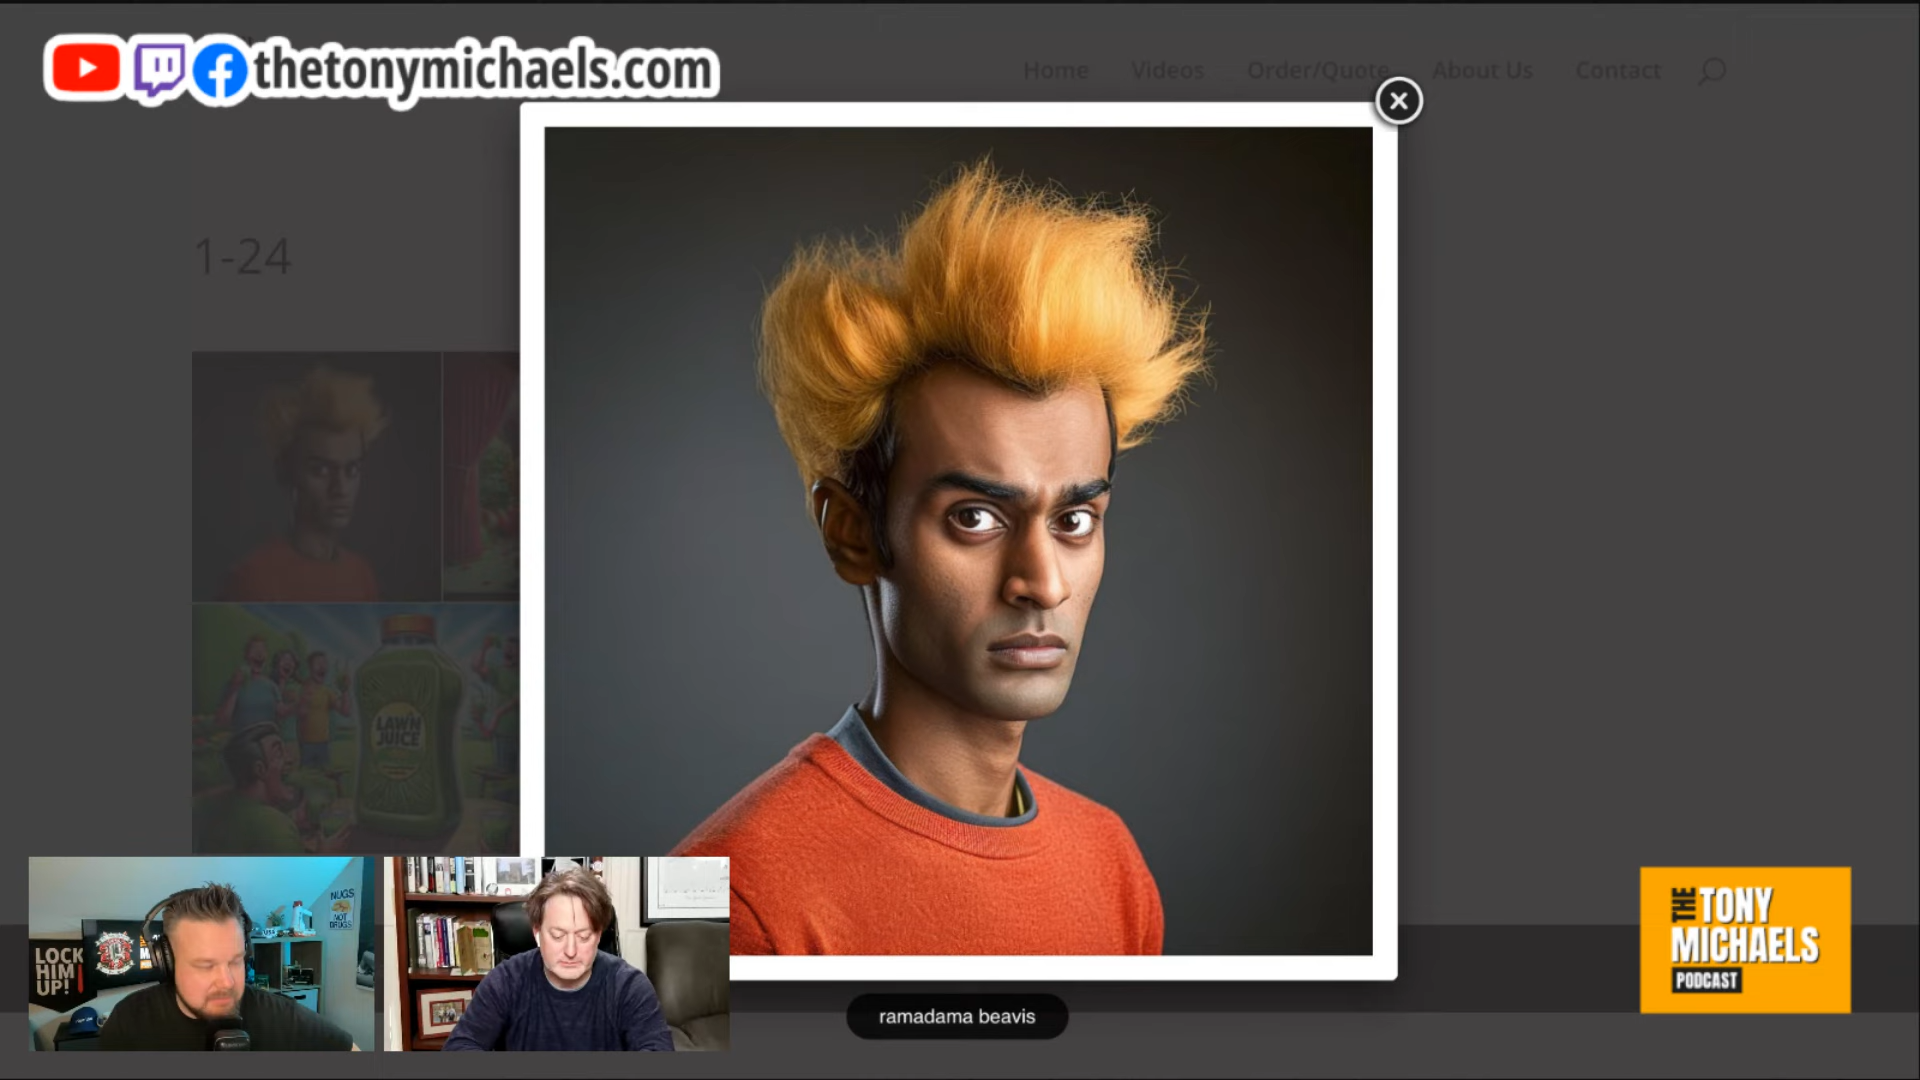 thetonymichaels.com
Home Videos Order/Quote About Us Contact
1-24
LAWN
JUICE
NUGS
NOT
DRUGS
LOCK
HIM
UP!
THE TONY
MICHAELS
PODCAST
ramadama beavis